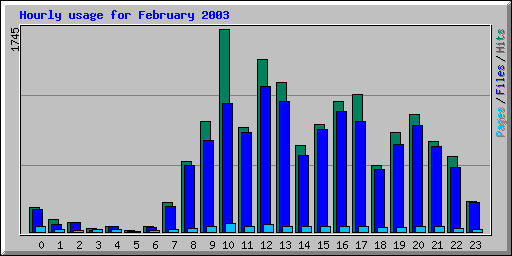 Hourly usage for February 2003
1745
Pages/Files/Hits
0 1 2 3 4 5 6 7 8 9 10 11 12 13 14 15 16 17 18 19 20 21 22 23